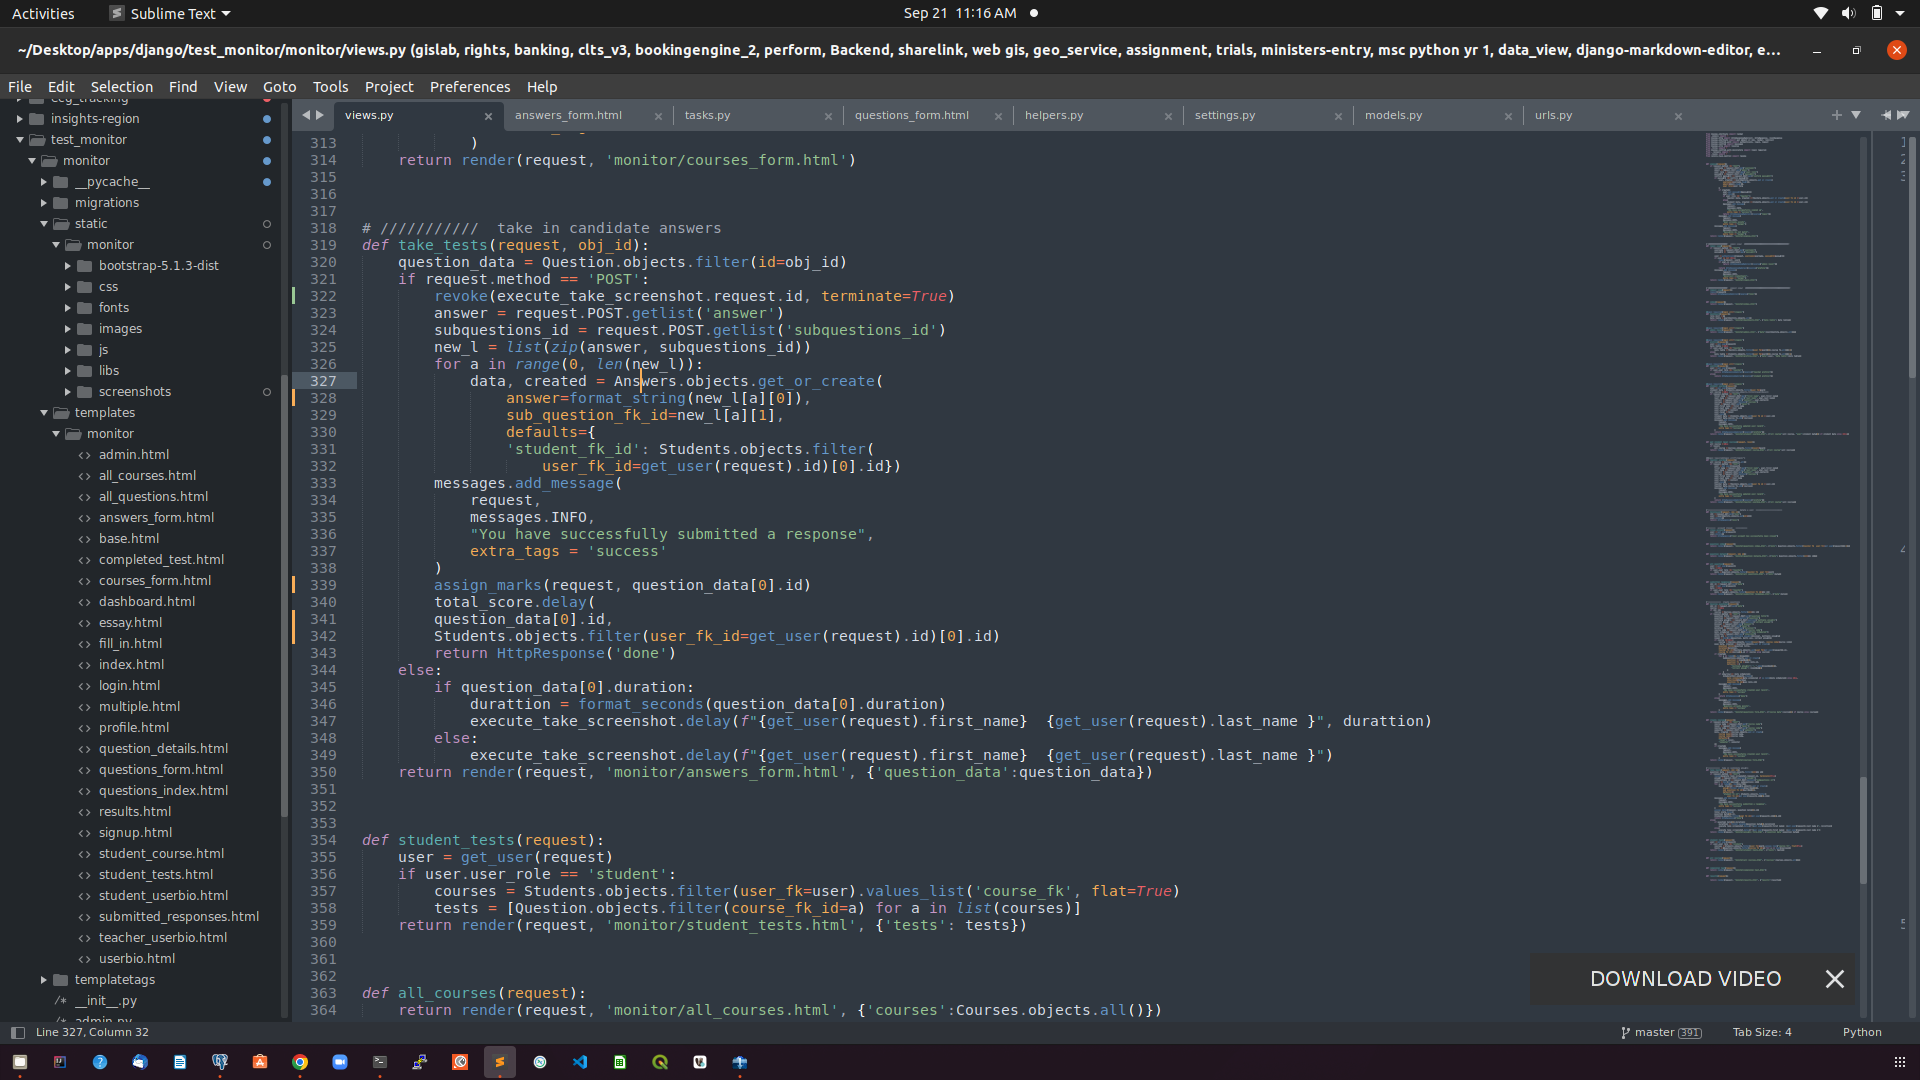 Activities
Sublime Text
Sep 21 11:16 AM
~/Desktop/apps/django/test_monitor/monitor/views.py (gislab, rights, banking, clts_v3, bookingengine_2, perform, Backend, sharelink, web gis, geo_service, assignment, trials, ministers-entry, msc python yr 1, data_view, django-markdown-editor, e...
File Edit Selection Find View Goto Tools Project Preferences Help
insights-region
test_monitor
monitor
__pycache__
migrations
static
monitor
bootstrap-5.1.3-dist
css
fonts
images
js
libs
screenshots
templates
monitor
admin.html
all_courses.html
all_questions.html
answers_form.html
base.html
completed_test.html
courses_form.html
dashboard.html
essay.html
fill_in.html
index.html
login.html
multiple.html
profile.html
question_details.html
questions_form.html
questions_index.html
results.html
signup.html
student_course.html
student_tests.html
student_userbio.html
submitted_responses.html
teacher_userbio.html
userbio.html
templatetags
/* __init__.py
/* admin.py
views.py answers_form.html tasks.py questions_form.html helpers.py settings.py models.py urls.py
313 )
314 return render(request, 'monitor/courses_form.html')
315
316
317
318 # /////////// take in candidate answers
319 def take_tests(request, obj_id):
320 question_data = Question.objects.filter(id=obj_id)
321 if request.method == 'POST':
322 revoke(execute_take_screenshot.request.id, terminate=True)
323 answer = request.POST.getlist('answer')
324 subquestions_id = request.POST.getlist('subquestions_id')
325 new_l = list(zip(answer, subquestions_id))
326 for a in range(0, len(new_l)):
327 data, created = Answers.objects.get_or_create(
328 answer=format_string(new_l[a][0]),
329 sub_question_fk_id=new_l[a][1],
330 defaults={
331 'student_fk_id': Students.objects.filter(
332 user_fk_id=get_user(request).id)[0].id})
333 messages.add_message(
334 request,
335 messages.INFO,
336 "You have successfully submitted a response",
337 extra_tags = 'success'
338 )
339 assign_marks(request, question_data[0].id)
340 total_score.delay(
341 question_data[0].id,
342 Students.objects.filter(user_fk_id=get_user(request).id)[0].id)
343 return HttpResponse('done')
344 else:
345 if question_data[0].duration:
346 durattion = format_seconds(question_data[0].duration)
347 execute_take_screenshot.delay(f"{get_user(request).first_name}  {get_user(request).last_name }", durattion)
348 else:
349 execute_take_screenshot.delay(f"{get_user(request).first_name}  {get_user(request).last_name }")
350 return render(request, 'monitor/answers_form.html', {'question_data':question_data})
351
352
353
354 def student_tests(request):
355 user = get_user(request)
356 if user.user_role == 'student':
357 courses = Students.objects.filter(user_fk=user).values_list('course_fk', flat=True)
358 tests = [Question.objects.filter(course_fk_id=a) for a in list(courses)]
359 return render(request, 'monitor/student_tests.html', {'tests': tests})
360
361
362
363 def all_courses(request):
364 return render(request, 'monitor/all_courses.html', {'courses':Courses.objects.all()})
DOWNLOAD VIDEO
Line 327, Column 32
master 391
Tab Size: 4
Python